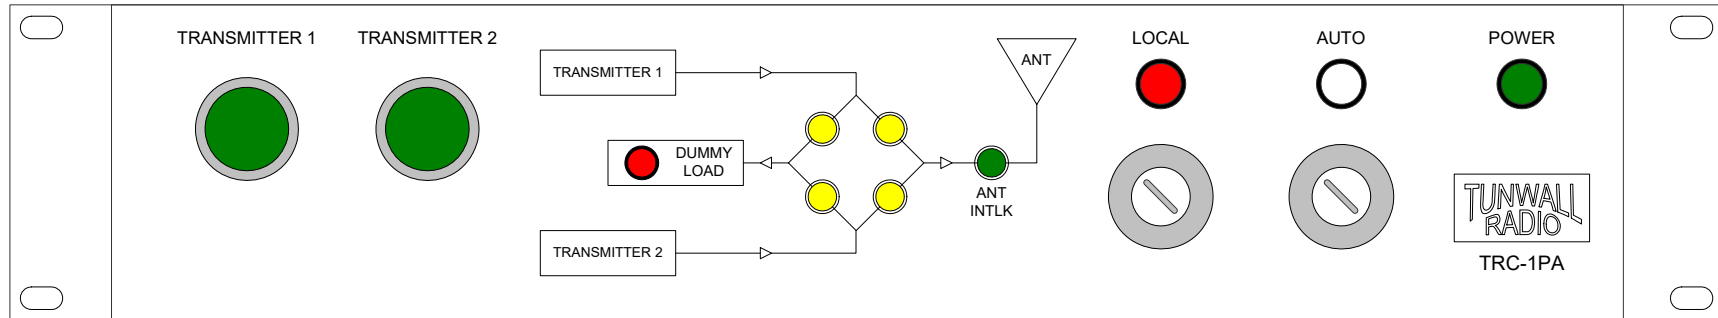 TRANSMITTER 1
TRANSMITTER 2
TRANSMITTER 1
DUMMY
LOAD
TRANSMITTER 2
ANT
ANT
INTLK
LOCAL
AUTO
POWER
TUNWALL
RADIO
TRC-1PA